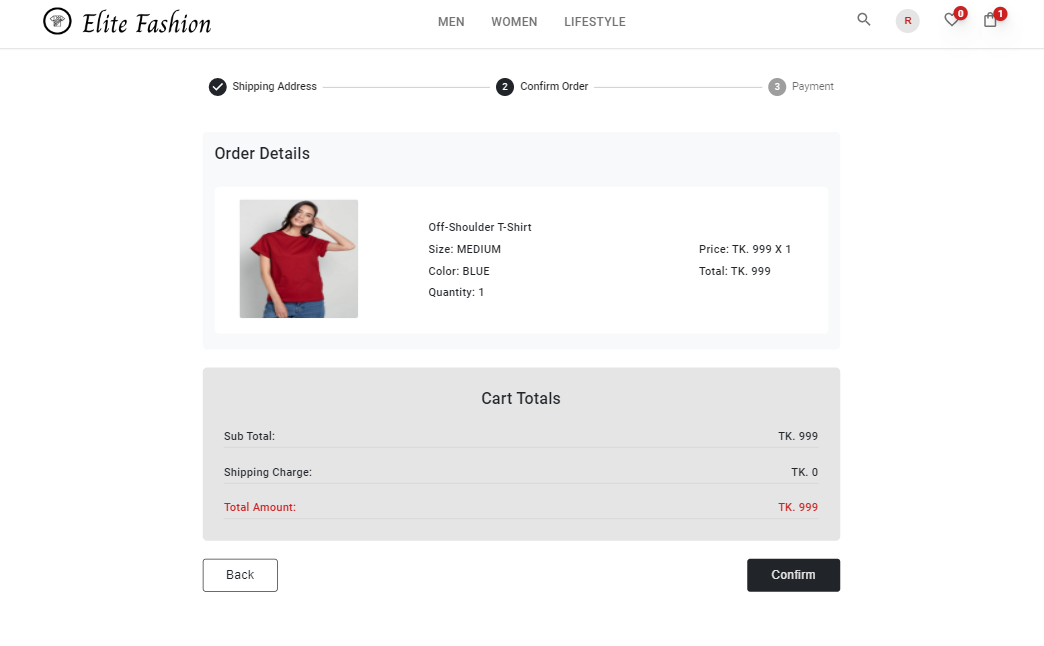 Elite Fashion
MEN WOMEN LIFESTYLE
R 0 1
Shipping Address 2 Confirm Order 3 Payment
Order Details
Off-Shoulder T-Shirt
Size: MEDIUM
Price: TK. 999 X 1
Color: BLUE
Total: TK. 999
Quantity: 1
Cart Totals
Sub Total: TK. 999
Shipping Charge: TK. 0
Total Amount: TK. 999
Back Confirm